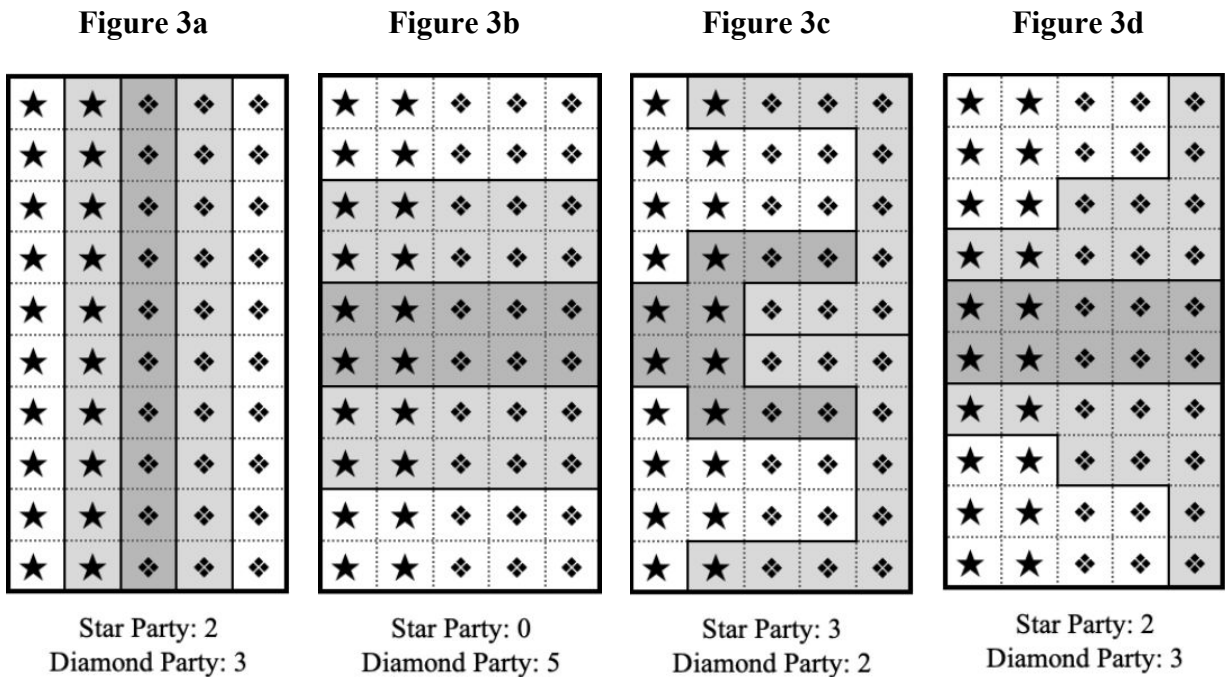 Figure 3a Figure 3b Figure 3c Figure 3d
Star Party: 2 Star Party: 0 Star Party: 3 Star Party: 2
Diamond Party: 3 Diamond Party: 5 Diamond Party: 2 Diamond Party: 3